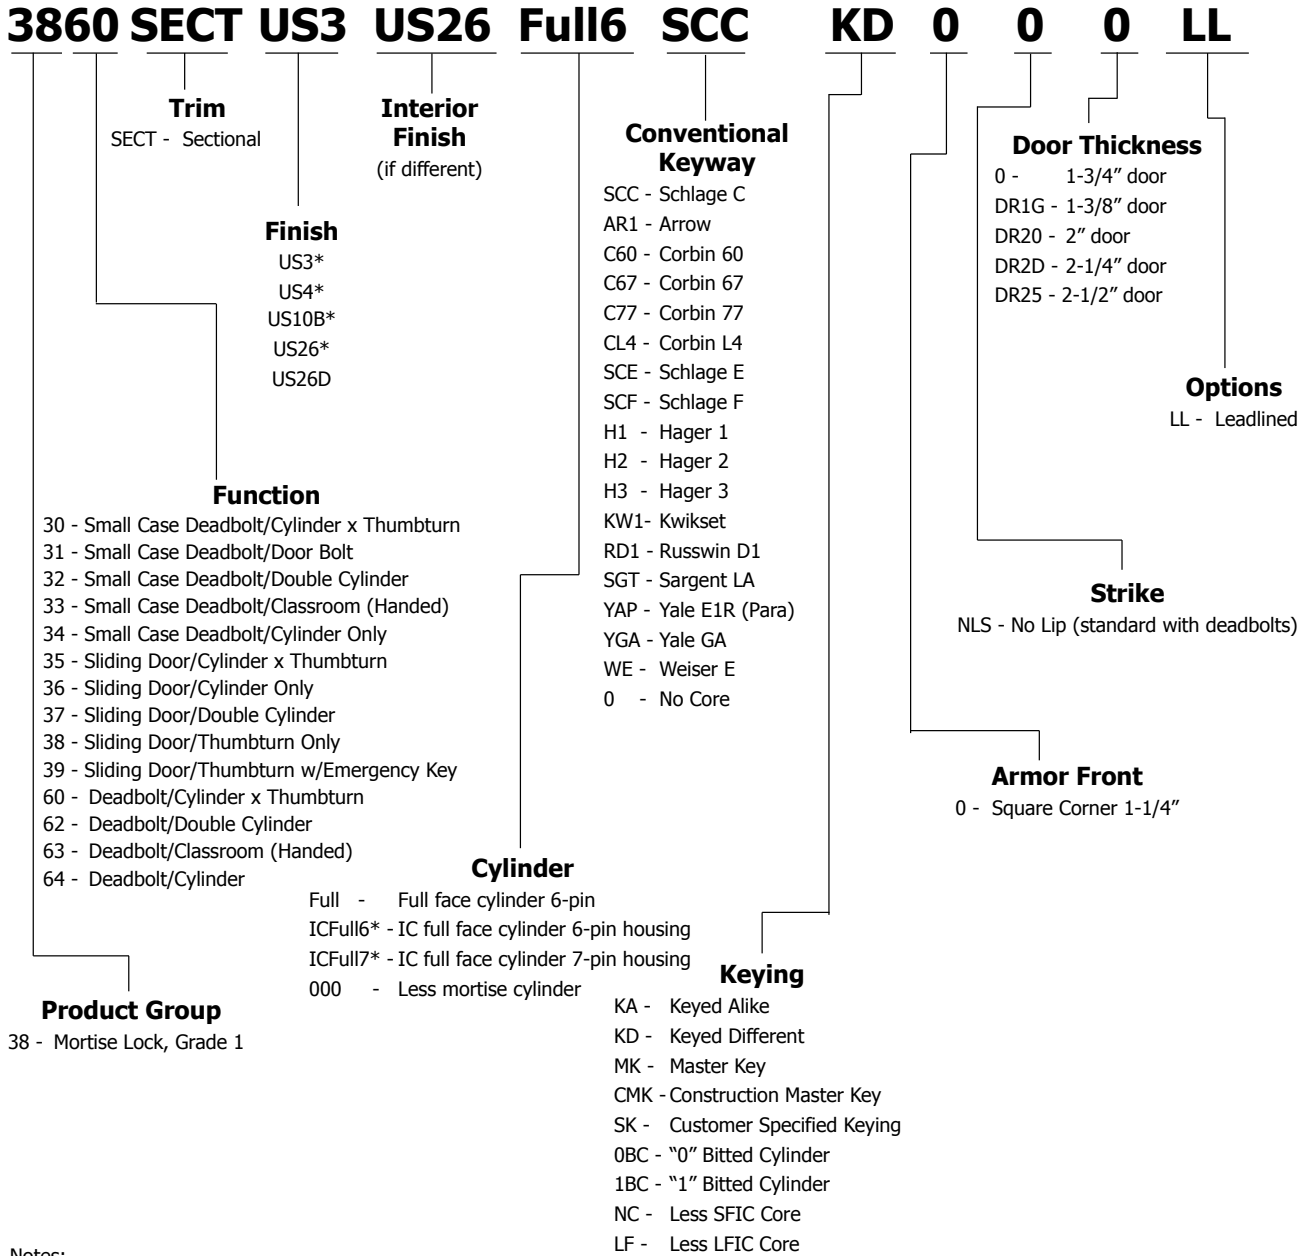 3860 SECT US3 US26 Full6 SCC KD 0 0 0 LL
Trim
SECT - Sectional
Interior
Finish
(if different)
Finish
US3*
US4*
US10B*
US26*
US26D
Conventional
Keyway
SCC - Schlage C
AR1 - Arrow
C60 - Corbin 60
C67 - Corbin 67
C77 - Corbin 77
CL4 - Corbin L4
SCE - Schlage E
SCF - Schlage F
H1 - Hager 1
H2 - Hager 2
H3 - Hager 3
KW1- Kwikset
RD1 - Russwin D1
SGT - Sargent LA
YAP - Yale E1R (Para)
YGA - Yale GA
WE - Weiser E
0 - No Core
Door Thickness
0 - 1-3/4” door
DR1G - 1-3/8” door
DR20 - 2” door
DR2D - 2-1/4” door
DR25 - 2-1/2” door
Options
LL - Leadlined
Function
30 - Small Case Deadbolt/Cylinder x Thumbturn
31 - Small Case Deadbolt/Door Bolt
32 - Small Case Deadbolt/Double Cylinder
33 - Small Case Deadbolt/Classroom (Handed)
34 - Small Case Deadbolt/Cylinder Only
35 - Sliding Door/Cylinder x Thumbturn
36 - Sliding Door/Cylinder Only
37 - Sliding Door/Double Cylinder
38 - Sliding Door/Thumbturn Only
39 - Sliding Door/Thumbturn w/Emergency Key
60 - Deadbolt/Cylinder x Thumbturn
62 - Deadbolt/Double Cylinder
63 - Deadbolt/Classroom (Handed)
64 - Deadbolt/Cylinder
Strike
NLS - No Lip (standard with deadbolts)
Armor Front
0 - Square Corner 1-1/4”
Cylinder
Full - Full face cylinder 6-pin
ICFull6* - IC full face cylinder 6-pin housing
ICFull7* - IC full face cylinder 7-pin housing
000 - Less mortise cylinder
Keying
KA - Keyed Alike
KD - Keyed Different
MK - Master Key
CMK - Construction Master Key
SK - Customer Specified Keying
0BC - “0” Bitted Cylinder
1BC - “1” Bitted Cylinder
NC - Less SFIC Core
LF - Less LFIC Core
Product Group
38 - Mortise Lock, Grade 1
Notes: